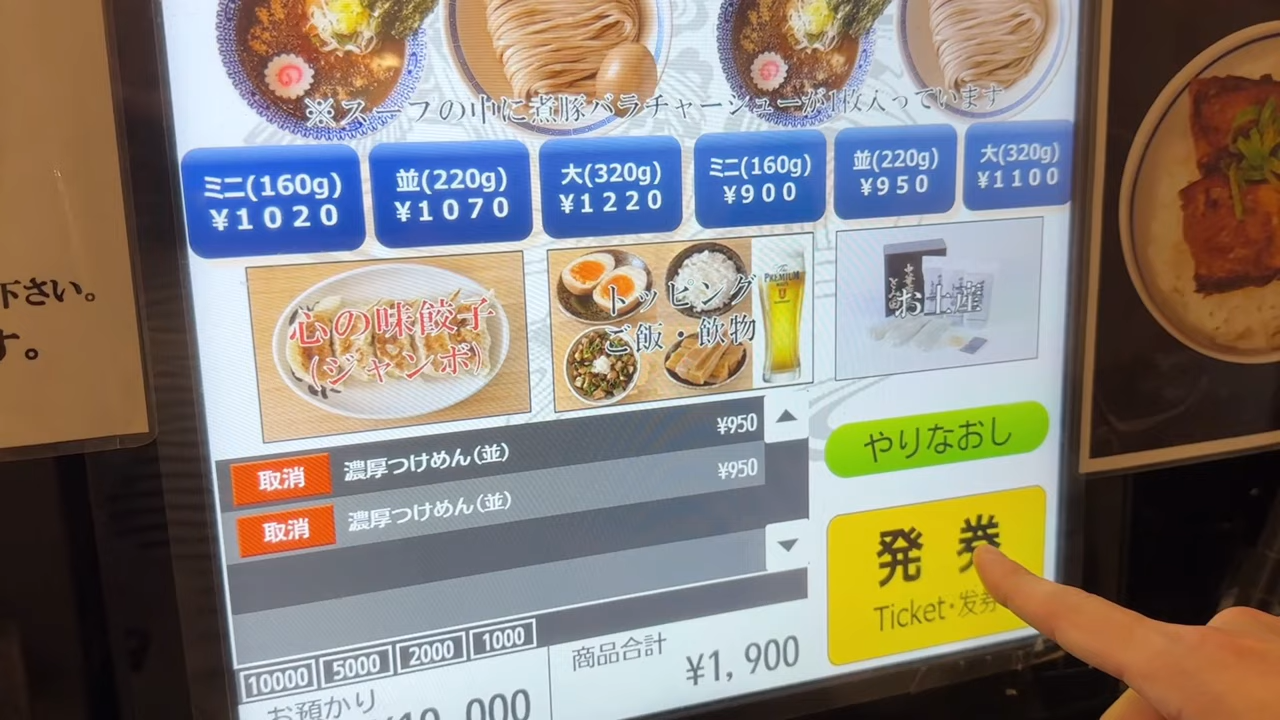 ※スープの中に煮豚バラチャーシューが1枚入っています
ミニ(160g)
¥1020
並(220g)
¥1070
大(320g)
¥1220
ミニ(160g)
¥900
並(220g)
¥950
大(320g)
¥1100
下さい。
す。
心の味餃子
(ジャンボ)
トッピング
ご飯・飲物
The PREMIUM
お土産
取消 濃厚つけめん(並) ¥950
取消 濃厚つけめん(並) ¥950
やりなおし
発券
Ticket・发券
10000 5000 2000 1000
お預かり
¥10,000
商品合計
¥1,900